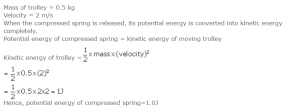 Mass of trolley = 0.5 kg
Velocity = 2 m/s
When the compressed spring is released, its potential energy is converted into kinetic energy
completely.
Potential energy of compressed spring = kinetic energy of moving trolley
Kinetic energy of trolley = 1/2 × mass × (velocity)²
= 1/2 ×0.5×(2)²
= 1/2 ×0.5×2×2 = 1J
Hence, potential energy of compressed spring=1.0J